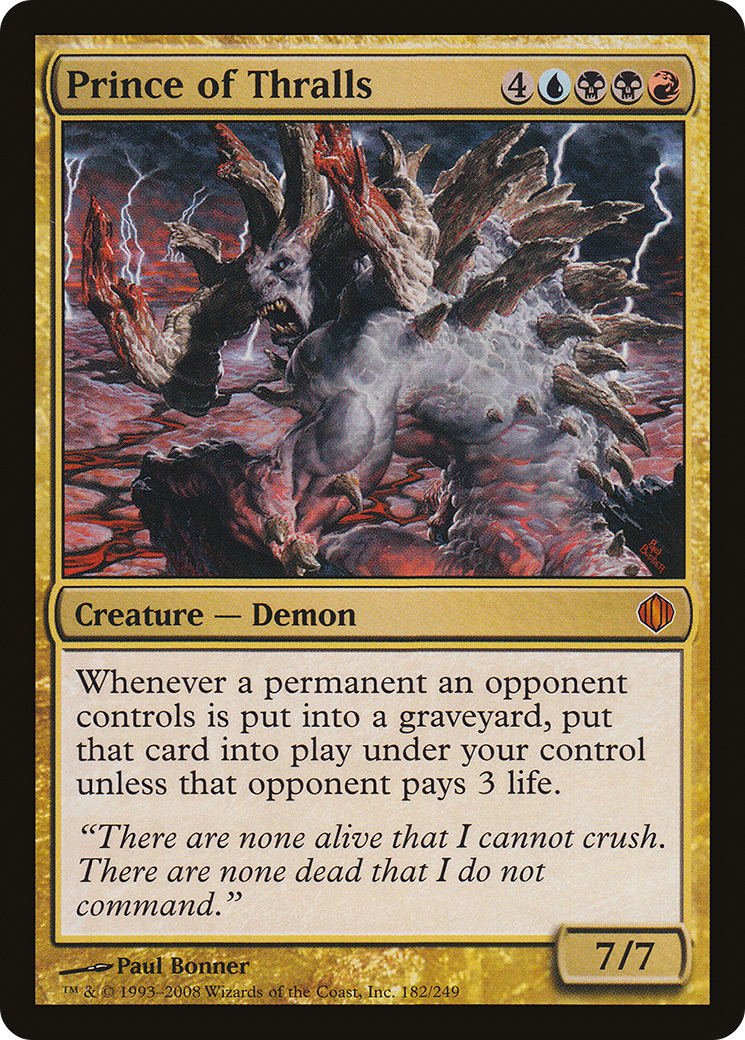 Prince of Thralls 4
Creature — Demon
Whenever a permanent an opponent
controls is put into a graveyard, put
that card into play under your control
unless that opponent pays 3 life.
“There are none alive that I cannot crush.
There are none dead that I do not
command.”
7/7
Paul Bonner
™ & © 1993–2008 Wizards of the Coast, Inc. 182/249